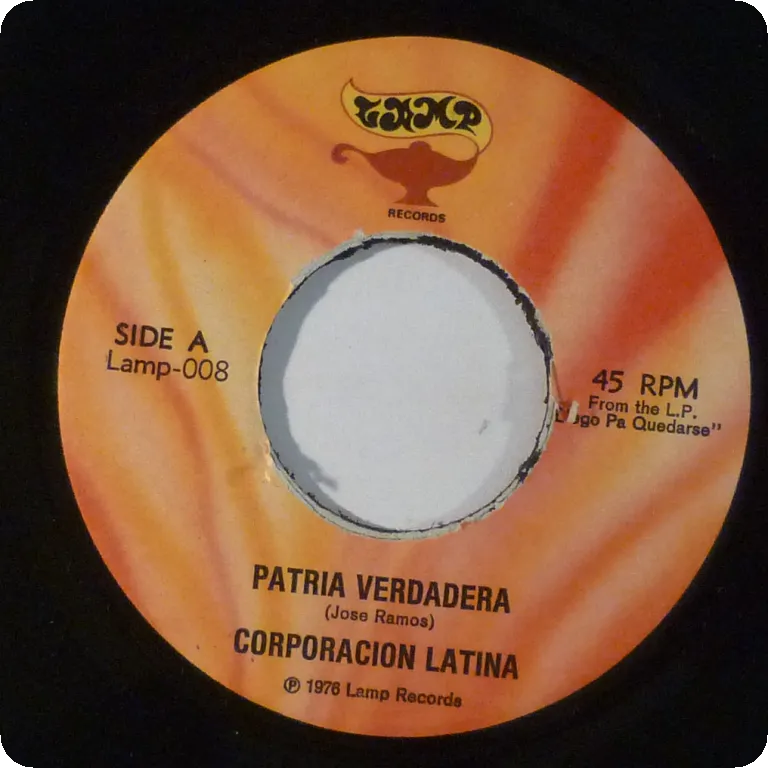 LAMP
RECORDS
SIDE A
Lamp-008
45 RPM
From the L.P.
Pa Quedarse"
PATRIA VERDADERA
(Jose Ramos)
CORPORACION LATINA
℗ 1976 Lamp Records